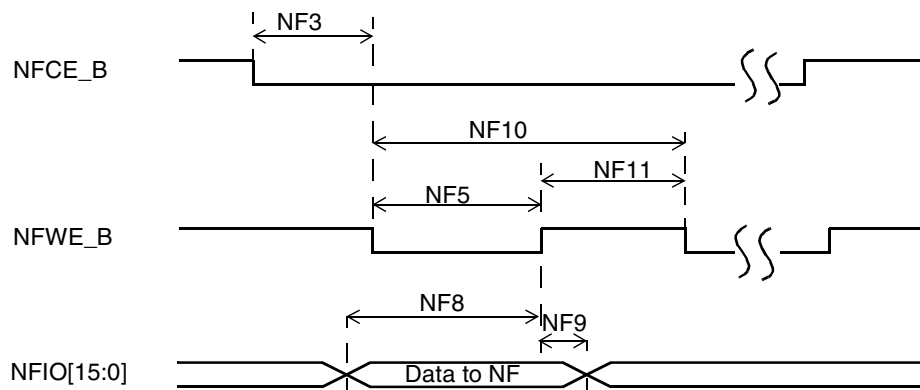 NF3
NFCE_B
NF10
NF11
NF5
NFWE_B
NF8
NF9
NFIO[15:0]
Data to NF